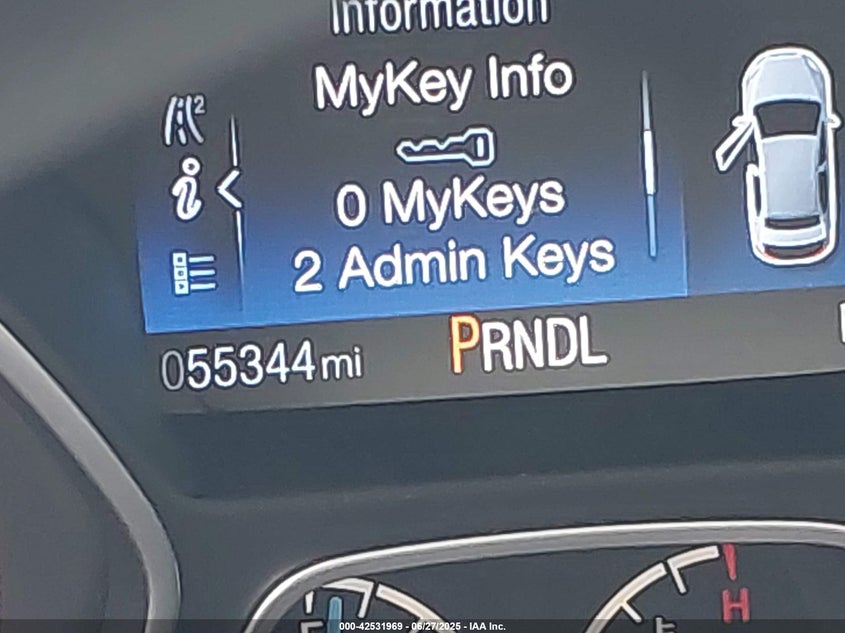 Information
MyKey Info
0 MyKeys
2 Admin Keys
055344mi
PRNDL
H
000-42531969 - 06/27/2025 - IAA Inc.